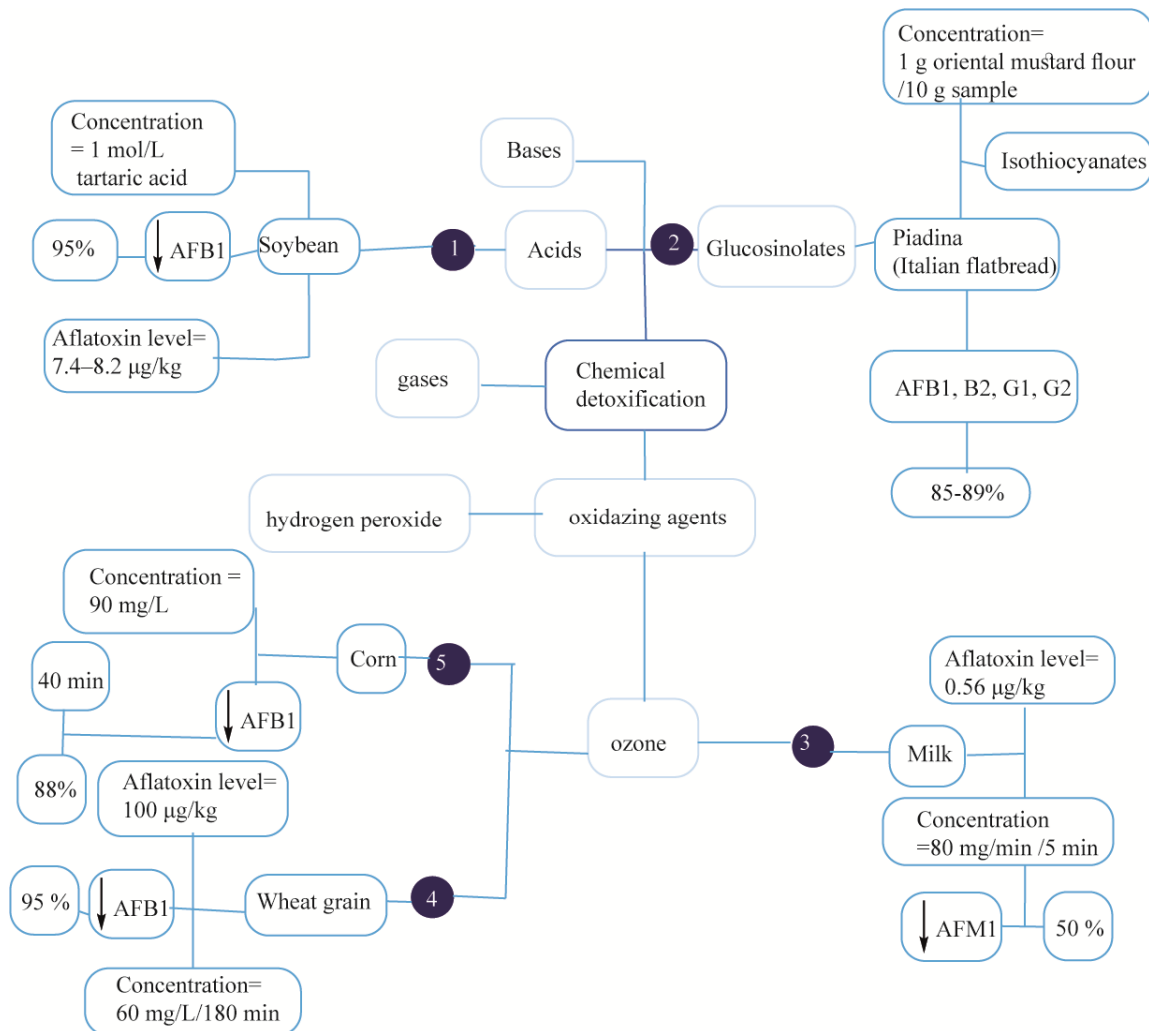 Concentration=
1 g oriental mustard flour
/10 g sample
Isothiocyanates
Concentration
= 1 mol/L
tartaric acid
Bases
95%
AFB1
Soybean
1
Acids
2
Glucosinolates
Piadina
(Italian flatbread)
Aflatoxin level=
7.4–8.2 μg/kg
gases
Chemical
detoxification
AFB1, B2, G1, G2
85-89%
hydrogen peroxide
oxidazing agents
Concentration =
90 mg/L
Corn
5
40 min
AFB1
88%
Aflatoxin level=
0.56 μg/kg
ozone
3
Milk
Aflatoxin level=
100 μg/kg
Concentration
=80 mg/min /5 min
95 %
AFB1
Wheat grain
4
AFM1
50 %
Concentration=
60 mg/L/180 min